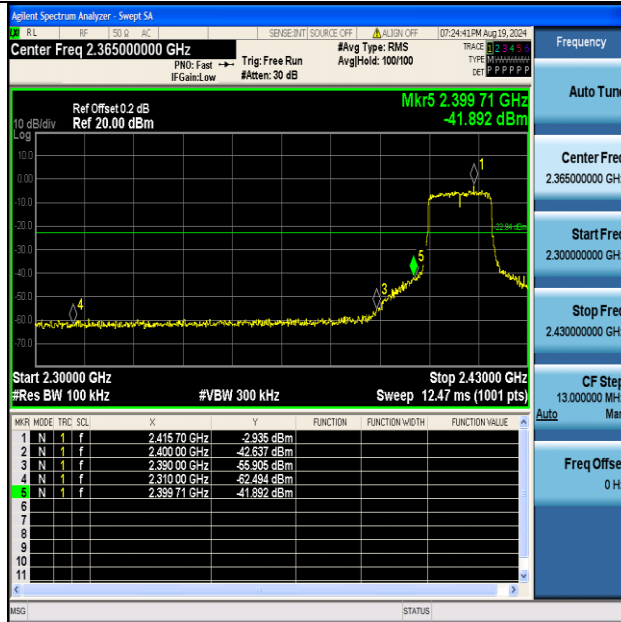 Agilent Spectrum Analyzer - Swept SA
RL RF 50 Ω AC SENSE:INT SOURCE OFF ALIGN OFF 07:24:41 PM Aug 19, 2024
Center Freq 2.365000000 GHz
PNO: Fast
IFGain:Low
Trig: Free Run
#Atten: 30 dB
#Avg Type: RMS
Avg|Hold: 100/100
TRACE 1 2 3 4 5 6
TYPE M
DET P P P P P P
Ref Offset 0.2 dB
10 dB/div Ref 20.00 dBm
Log
Mkr5 2.399 71 GHz
-41.892 dBm
10.0
0.00
-10.0
-20.0
-30.0
-40.0
-50.0
-60.0
-70.0
1
-22.94 dBm
5
3
4
Start 2.30000 GHz Stop 2.43000 GHz
#Res BW 100 kHz #VBW 300 kHz Sweep 12.47 ms (1001 pts)
MKR MODE TRC SCL X Y FUNCTION FUNCTION WIDTH FUNCTION VALUE
1 N 1 f 2.415 70 GHz -2.935 dBm
2 N 1 f 2.400 00 GHz -42.637 dBm
3 N 1 f 2.390 00 GHz -55.905 dBm
4 N 1 f 2.310 00 GHz -62.494 dBm
5 N 1 f 2.399 71 GHz -41.892 dBm
6
7
8
9
10
11
MSG STATUS
Frequency
Auto Tune
Center Freq
2.365000000 GHz
Start Freq
2.300000000 GHz
Stop Freq
2.430000000 GHz
CF Step
13.000000 MHz
Auto Man
Freq Offset
0 Hz